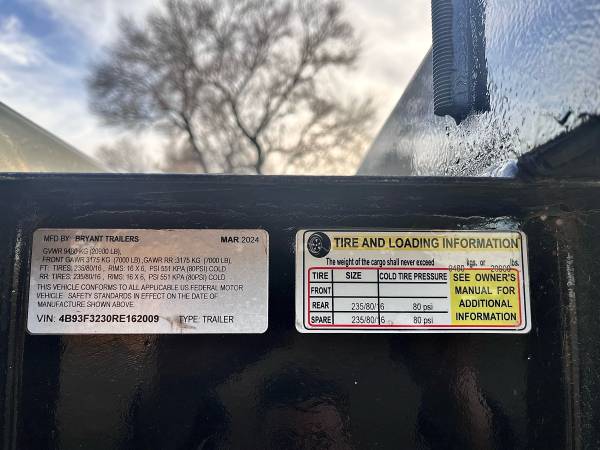 MFD BY: BRYANT TRAILERS MAR 2024
GVWR 9480 KG (20900 LB),
FRONT GAWR 3175 KG (7000 LB), GAWR RR :3175 KG (7000 LB),
FT: TIRES: 235/80/16 , RIMS: 16 X 6, PSI 551 KPA (80PSI) COLD
RR: TIRES: 235/80/16 , RIMS: 16 X 6, PSI 551 KPA (80PSI) COLD
THIS VEHICLE CONFORMS TO ALL APPLICABLE US FEDERAL MOTOR
VEHICLE SAFETY STANDARDS IN EFFECT ON THE DATE OF
MANUFACTURE SHOWN ABOVE.
VIN: 4B93F3230RE162009 TYPE: TRAILER
TIRE AND LOADING INFORMATION
The weight of the cargo shall never exceed kgs. or lbs.
TIRE SIZE COLD TIRE PRESSURE
FRONT
REAR 235/80/16 80 psi
SPARE 235/80/16 80 psi
SEE OWNER'S
MANUAL FOR
ADDITIONAL
INFORMATION